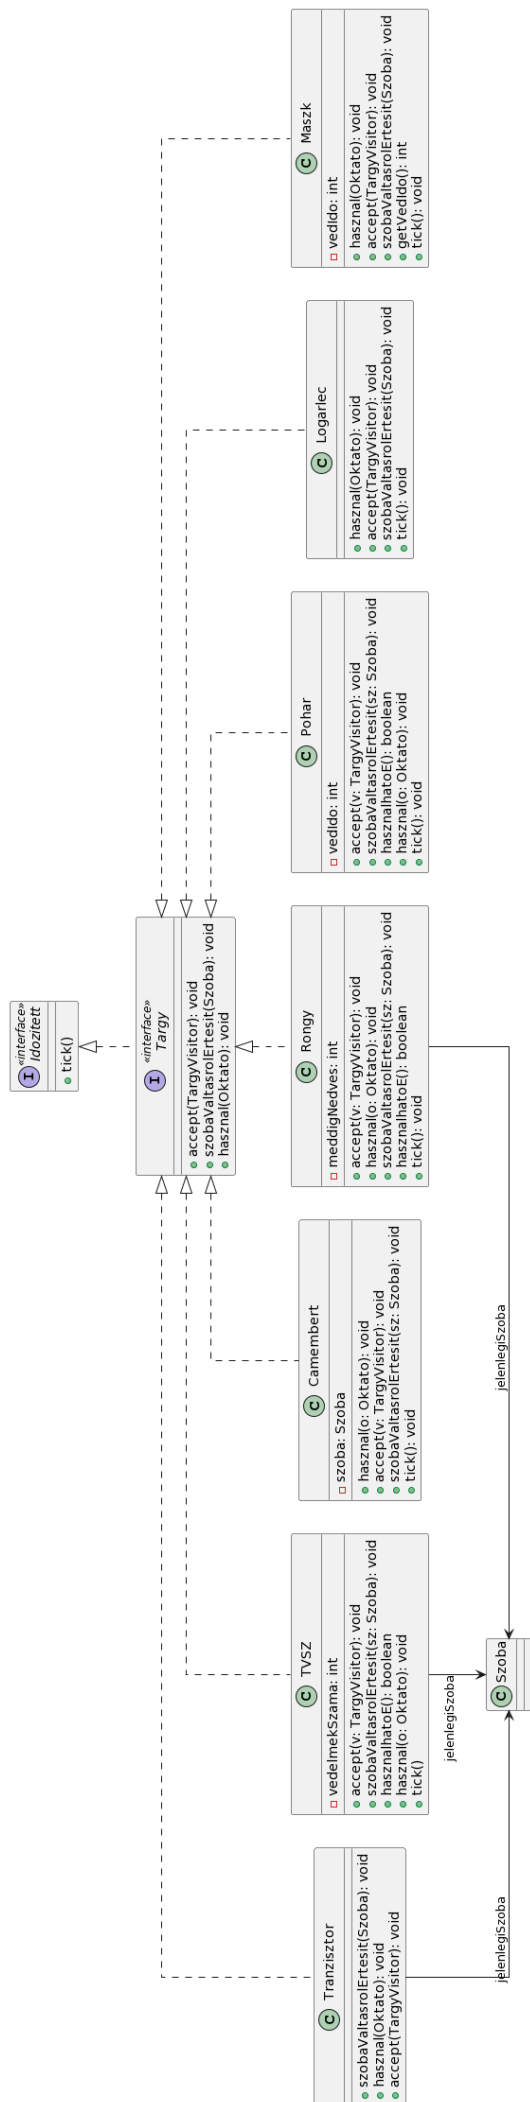 «interface»
Idozitett
tick()
«interface»
Targy
accept(TargyVisitor): void
szobaValtasrolErtesit(Szoba): void
hasznal(Oktato): void
Tranzisztor
szobaValtasrolErtesit(Szoba): void
hasznal(Oktato): void
accept(TargyVisitor): void
TVSZ
vedelmekSzama: int
accept(v: TargyVisitor): void
szobaValtasrolErtesit(sz: Szoba): void
hasznalhatoE(): boolean
hasznal(o: Oktato): void
tick()
Camembert
szoba: Szoba
hasznal(o: Oktato): void
accept(v: TargyVisitor): void
szobaValtasrolErtesit(sz: Szoba): void
tick(): void
Rongy
meddigNedves: int
accept(v: TargyVisitor): void
hasznal(o: Oktato): void
szobaValtasrolErtesit(sz: Szoba): void
hasznalhatoE(): boolean
tick(): void
Pohar
vedIdo: int
accept(v: TargyVisitor): void
szobaValtasrolErtesit(sz: Szoba): void
hasznalhatoE(): boolean
hasznal(o: Oktato): void
tick(): void
Logarlec
hasznal(Oktato): void
accept(TargyVisitor): void
szobaValtasrolErtesit(Szoba): void
tick(): void
Maszk
vedIdo: int
hasznal(Oktato): void
accept(TargyVisitor): void
szobaValtasrolErtesit(Szoba): void
getVedIdo(): int
tick(): void
jelenlegiSzoba
jelenlegiSzoba
jelenlegiSzoba
Szoba